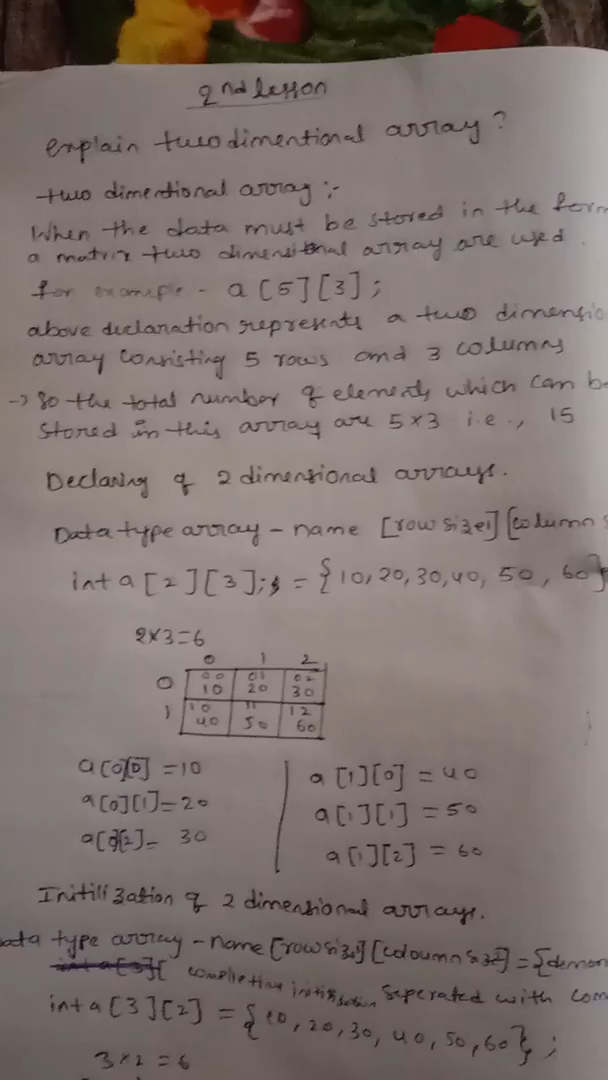 2nd lesson
explain two dimentional array?
two dimentional array :-
When the data must be stored in the form
a matrix two dimensional array are used.
for example - a[5][3];
above declaration represents a two dimensio
array consisting 5 rows and 3 columns
-> so the total number of elements which can b
stored in this array are 5x3 i.e., 15
Declaring of 2 dimensional arrays.
Data type array - name [row size] [column s
int a[2][3]; = {10, 20, 30, 40, 50, 60}
2x3=6
0 1 2
0 00 01 02
10 20 30
1 10 11 12
40 50 60
a[0][0] = 10
a[0][1] = 20
a[0][2] = 30
a[1][0] = 40
a[1][1] = 50
a[1][2] = 60
Initilization of 2 dimensional arrays.
data type array - name [row size] [coloumn size] = {
seperated with com
int a[3][2] = {10, 20, 30, 40, 50, 60};
3x2=6